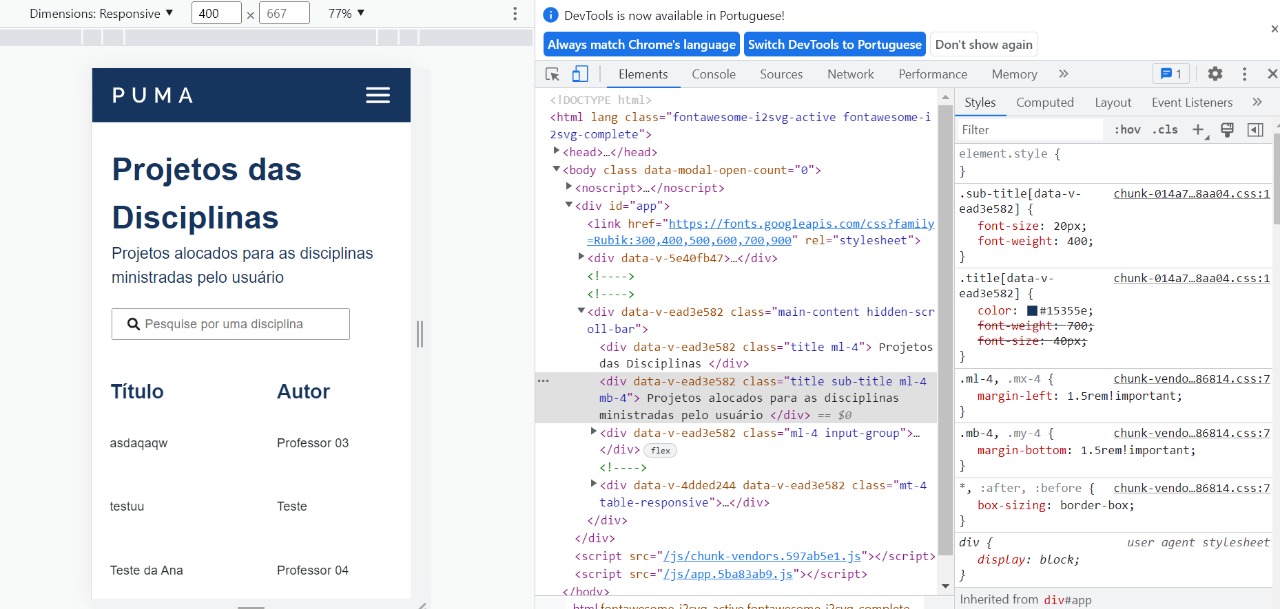 Dimensions: Responsive ▼ 400 × 667 77% ▼
PUMA
Projetos das
Disciplinas
Projetos alocados para as disciplinas
ministradas pelo usuário
Pesquise por uma disciplina
Título Autor
asdaqaqw Professor 03
testuu Teste
Teste da Ana Professor 04
DevTools is now available in Portuguese!
Always match Chrome's language Switch DevTools to Portuguese Don't show again
Elements Console Sources Network Performance Memory » 1
<!DOCTYPE html>
<html lang class="fontawesome-i2svg-active fontawesome-i
2svg-complete">
<head>…</head>
<body class data-modal-open-count="0">
<noscript>…</noscript>
<div id="app">
<link href="https://fonts.googleapis.com/css?family
=Rubik:300,400,500,600,700,900" rel="stylesheet">
<div data-v-5e40fb47>…</div>
<!---->
<!---->
<div data-v-ead3e582 class="main-content hidden-scr
oll-bar">
<div data-v-ead3e582 class="title ml-4"> Projetos
das Disciplinas </div>
<div data-v-ead3e582 class="title sub-title ml-4
mb-4"> Projetos alocados para as disciplinas
ministradas pelo usuário </div> == $0
<div data-v-ead3e582 class="ml-4 input-group">…
</div> flex
<!---->
<div data-v-4dded244 data-v-ead3e582 class="mt-4
table-responsive">…</div>
</div>
</div>
<script src="/js/chunk-vendors.597ab5e1.js"></script>
<script src="/js/app.5ba83ab9.js"></script>
</body>
html.fontawesome-i2svg-active.fontawesome-i2svg-complete
Styles Computed Layout Event Listeners »
Filter :hov .cls +
element.style {
}
.sub-title[data-v- chunk-014a7…8aa04.css:1
ead3e582] {
font-size: 20px;
font-weight: 400;
}
.title[data-v- chunk-014a7…8aa04.css:1
ead3e582] {
color: #15355e;
font-weight: 700;
font-size: 40px;
}
.ml-4, .mx-4 { chunk-vendo…86814.css:7
margin-left: 1.5rem!important;
}
.mb-4, .my-4 { chunk-vendo…86814.css:7
margin-bottom: 1.5rem!important;
}
*, :after, :before { chunk-vendo…86814.css:7
box-sizing: border-box;
}
div { user agent stylesheet
display: block;
}
Inherited from div#app